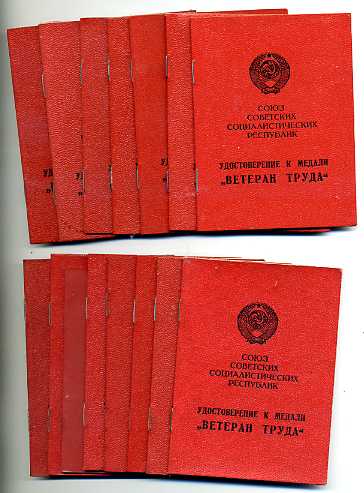 СОЮЗ
СОВЕТСКИХ
СОЦИАЛИСТИЧЕСКИХ
РЕСПУБЛИК
УДОСТОВЕРЕНИЕ К МЕДАЛИ
„ВЕТЕРАН ТРУДА“
СОЮЗ
СОВЕТСКИХ
СОЦИАЛИСТИЧЕСКИХ
РЕСПУБЛИК
УДОСТОВЕРЕНИЕ К МЕДАЛИ
„ВЕТЕРАН ТРУДА“